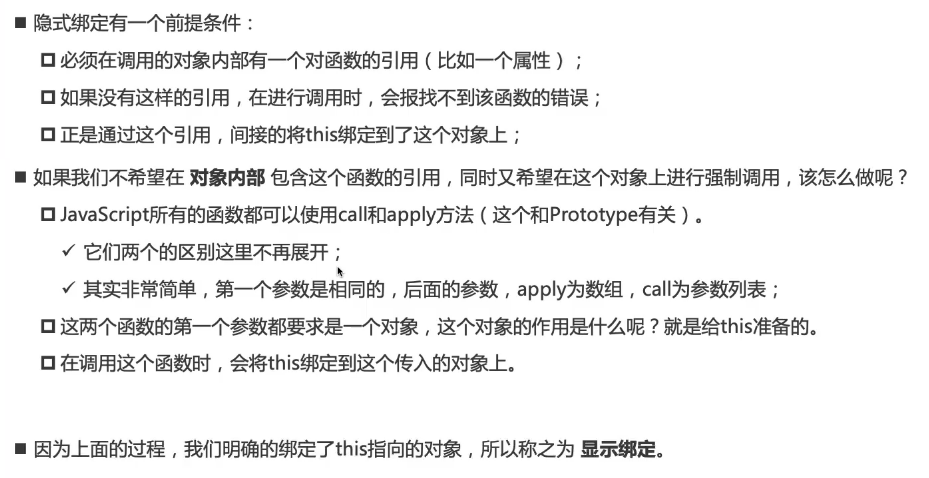 ■ 隐式绑定有一个前提条件：
必须在调用的对象内部有一个对函数的引用（比如一个属性）；
如果没有这样的引用，在进行调用时，会报找不到该函数的错误；
正是通过这个引用，间接的将this绑定到了这个对象上；
■ 如果我们不希望在 对象内部 包含这个函数的引用，同时又希望在这个对象上进行强制调用，该怎么做呢？
JavaScript所有的函数都可以使用call和apply方法（这个和Prototype有关）。
✓ 它们两个的区别这里不再展开；
✓ 其实非常简单，第一个参数是相同的，后面的参数，apply为数组，call为参数列表；
这两个函数的第一个参数都要求是一个对象，这个对象的作用是什么呢？就是给this准备的。
在调用这个函数时，会将this绑定到这个传入的对象上。
■ 因为上面的过程，我们明确的绑定了this指向的对象，所以称之为 显示绑定。